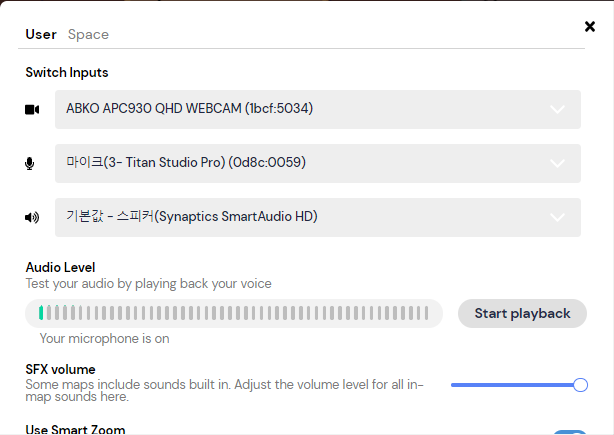 User Space
Switch Inputs
ABKO APC930 QHD WEBCAM (1bcf:5034)
마이크(3- Titan Studio Pro) (0d8c:0059)
기본값 - 스피커(Synaptics SmartAudio HD)
Audio Level
Test your audio by playing back your voice
Start playback
Your microphone is on
SFX volume
Some maps include sounds built in. Adjust the volume level for all in-
map sounds here.
Use Smart Zoom